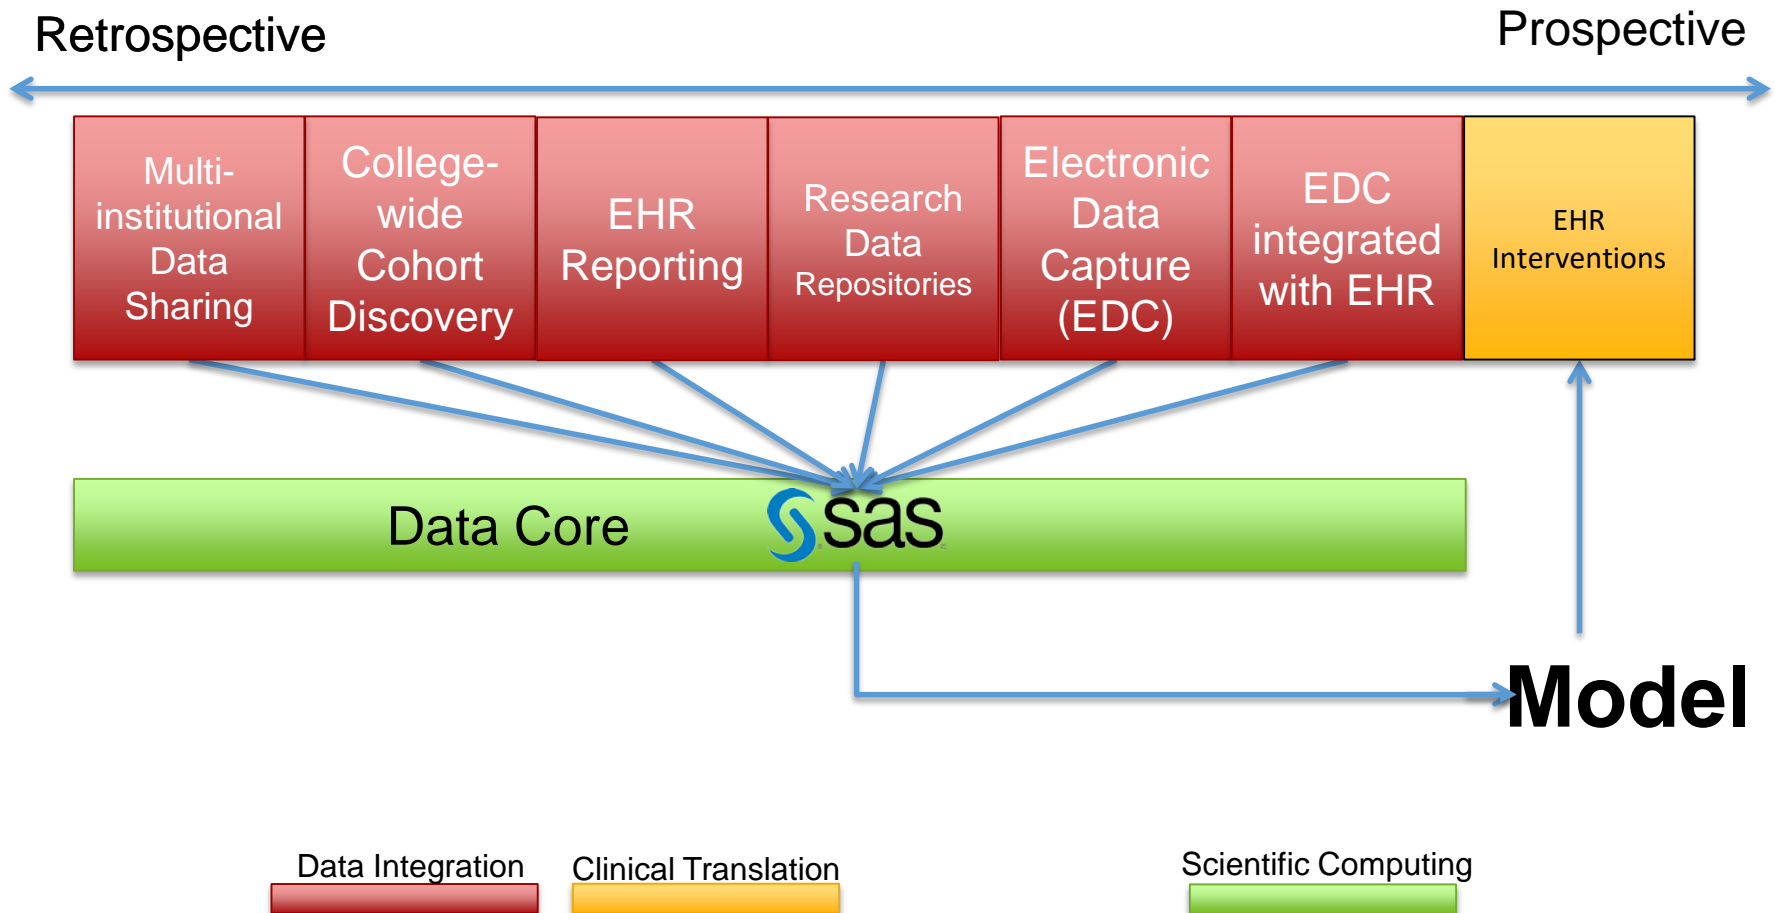 Retrospective
Prospective
Multi-
institutional
Data
Sharing
College-
wide
Cohort
Discovery
EHR
Reporting
Research
Data
Repositories
Electronic
Data
Capture
(EDC)
EDC
integrated
with EHR
EHR
Interventions
Data Core
sas
Model
Data Integration
Clinical Translation
Scientific Computing